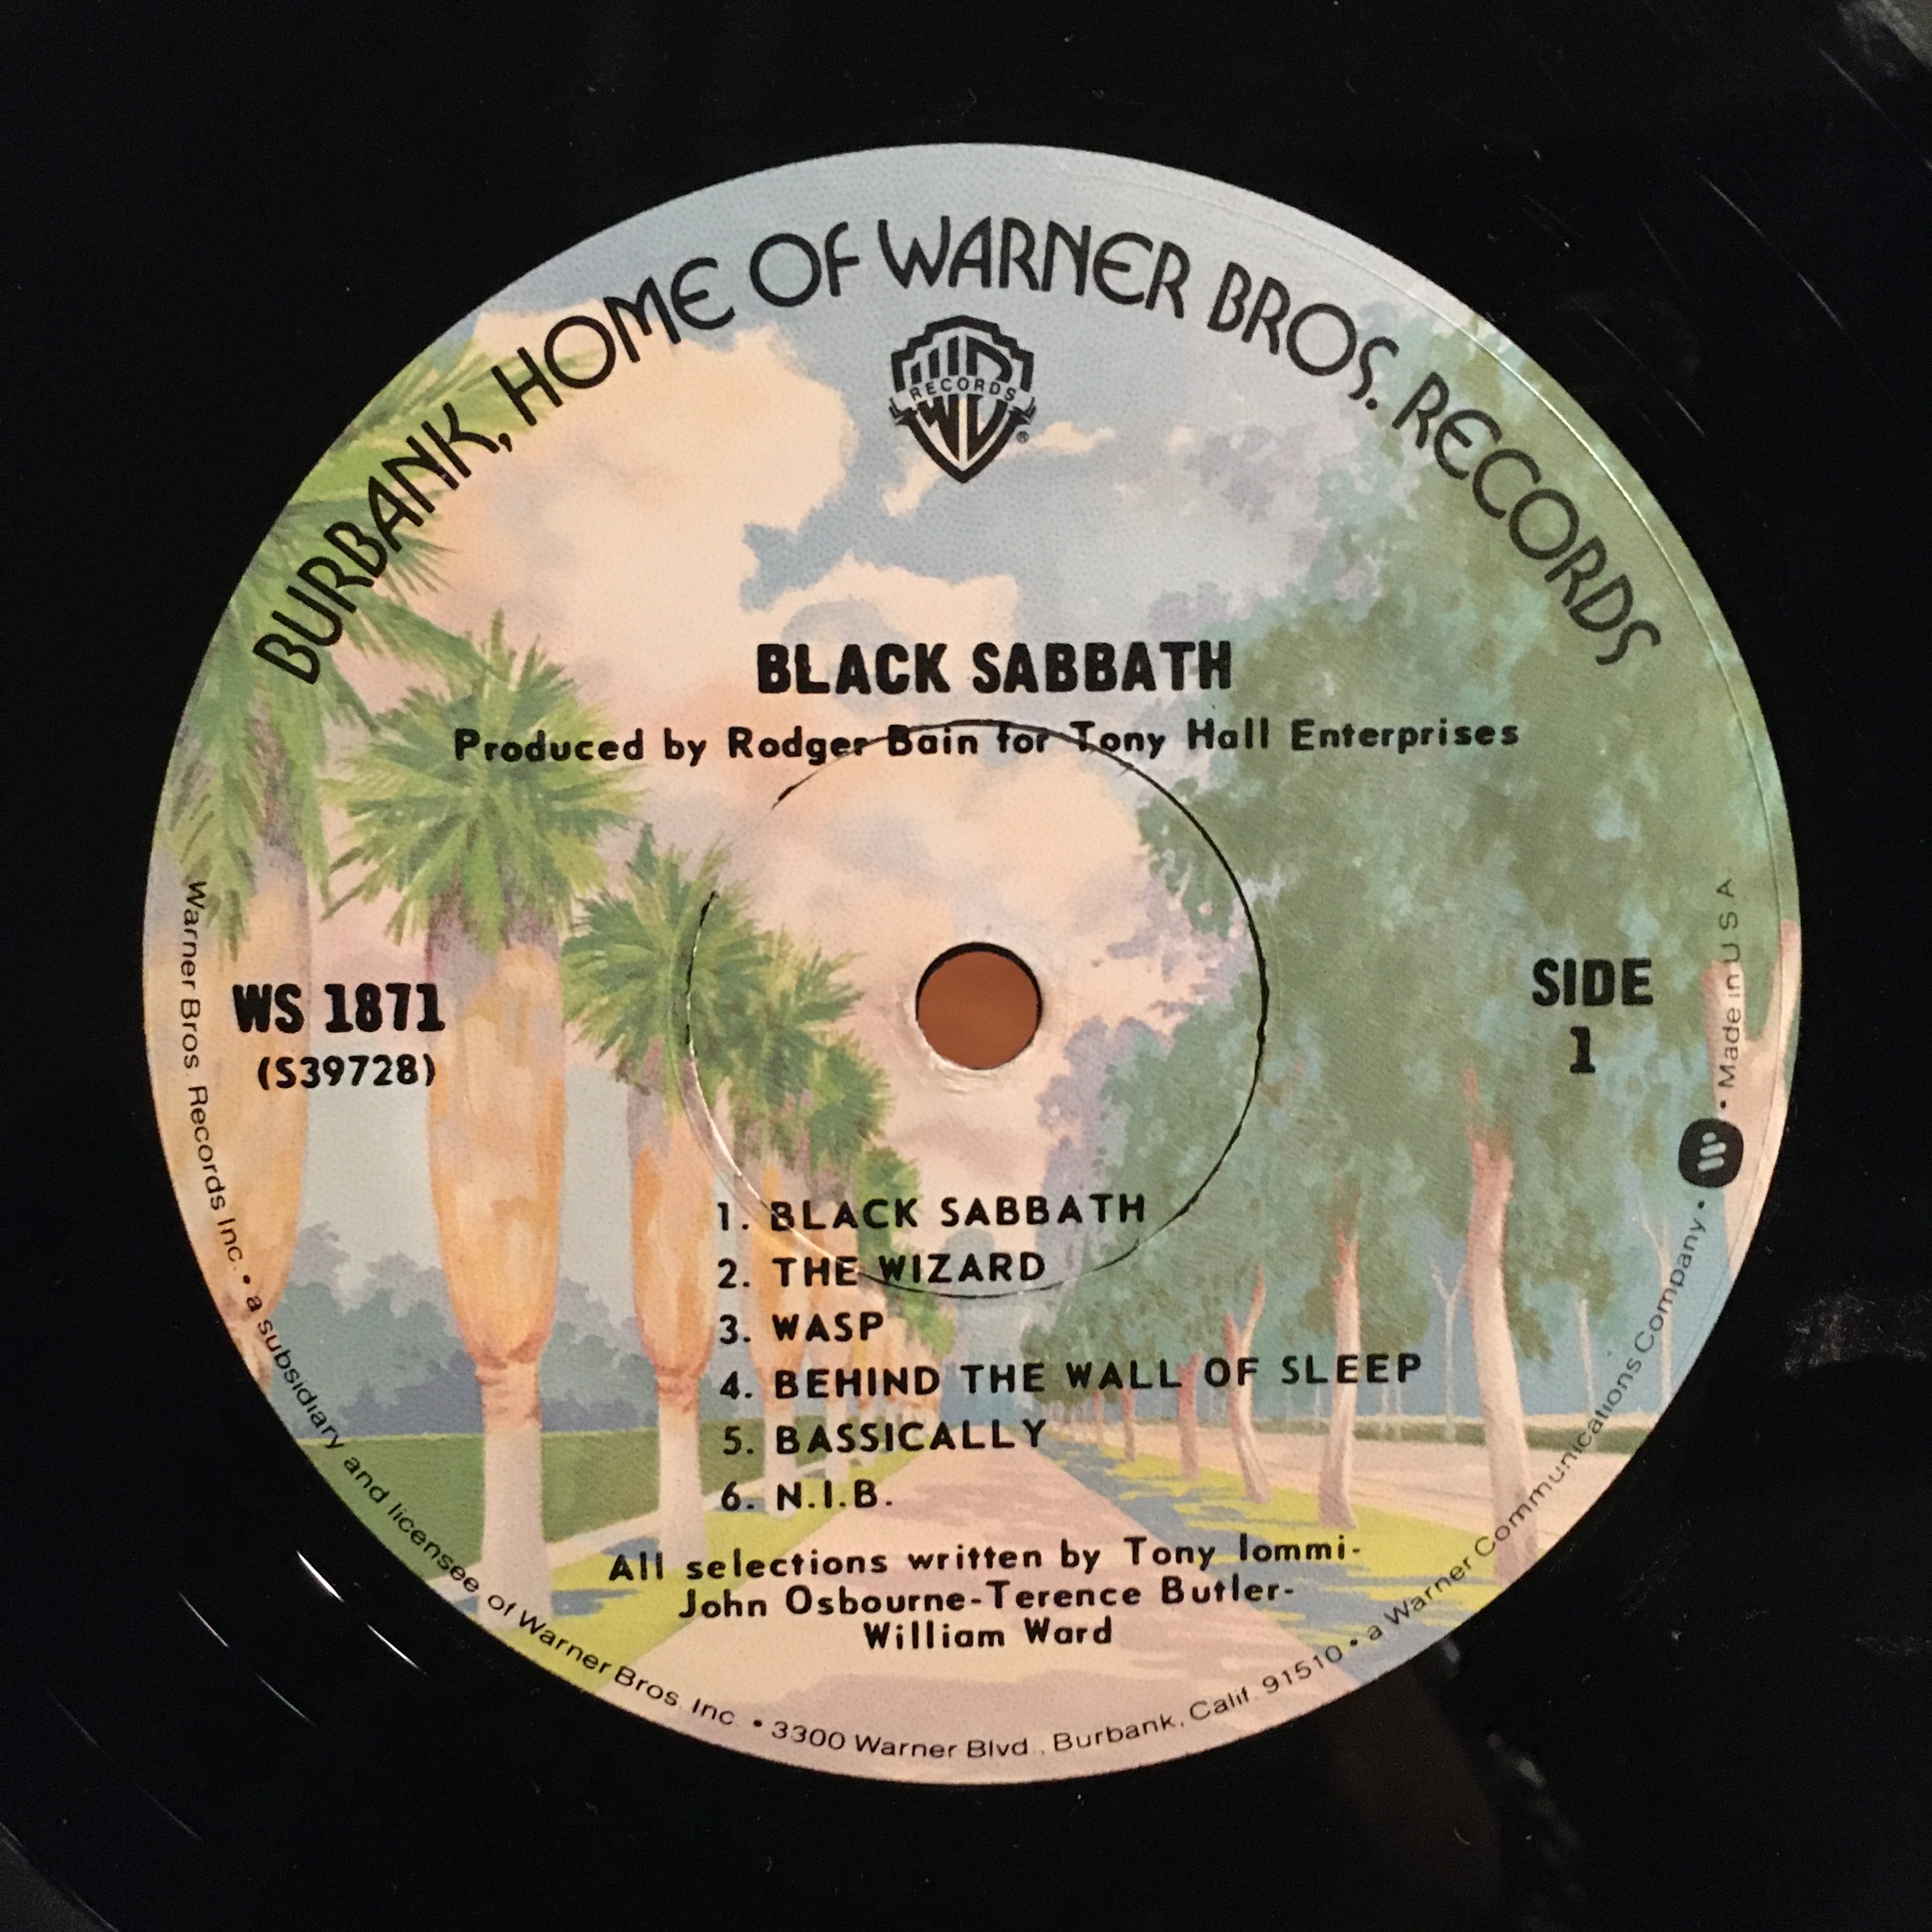 BURBANK, HOME OF WARNER BROS. RECORDS
WB
RECORDS
®
BLACK SABBATH
Produced by Rodger Bain for Tony Hall Enterprises
WS 1871
(S39728)
SIDE
1
1. BLACK SABBATH
2. THE WIZARD
3. WASP
4. BEHIND THE WALL OF SLEEP
5. BASSICALLY
6. N.I.B.
All selections written by Tony Iommi-
John Osbourne-Terence Butler-
William Ward
Warner Bros. Records Inc. • a subsidiary and licensee of Warner Bros. Inc. • 3300 Warner Blvd., Burbank, Calif. 91510 • a Warner Communications Company • W • Made in U S A